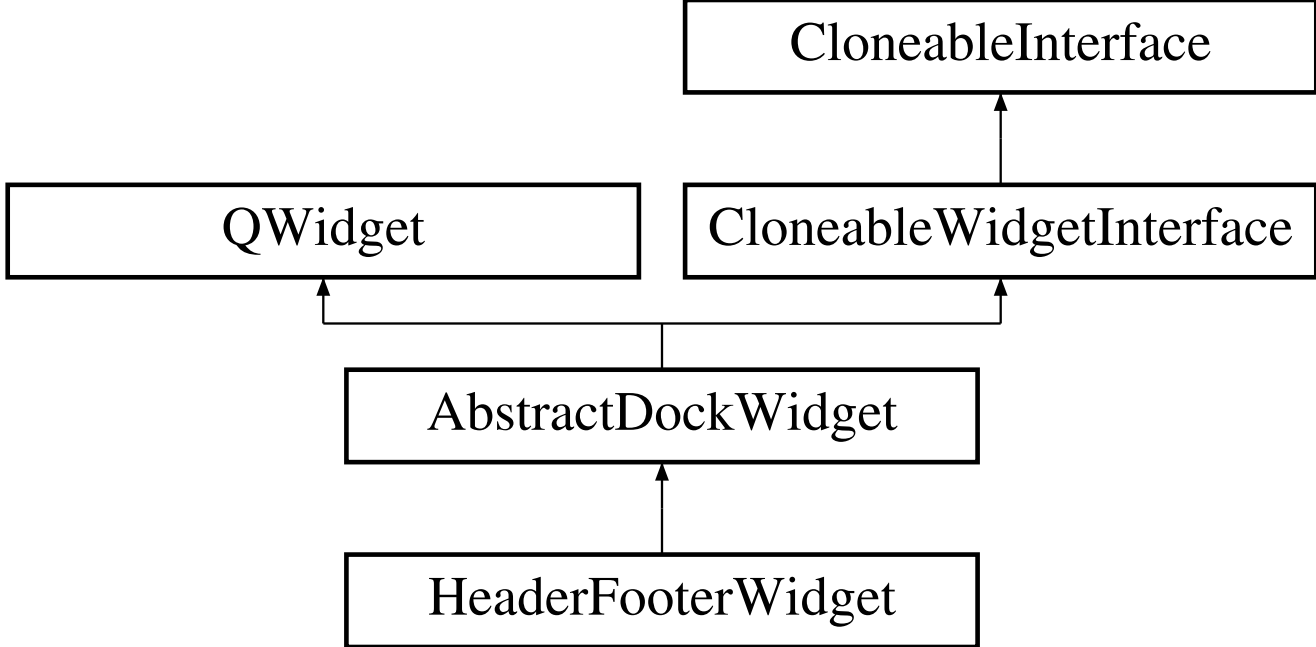 CloneableInterface
QWidget
CloneableWidgetInterface
AbstractDockWidget
HeaderFooterWidget